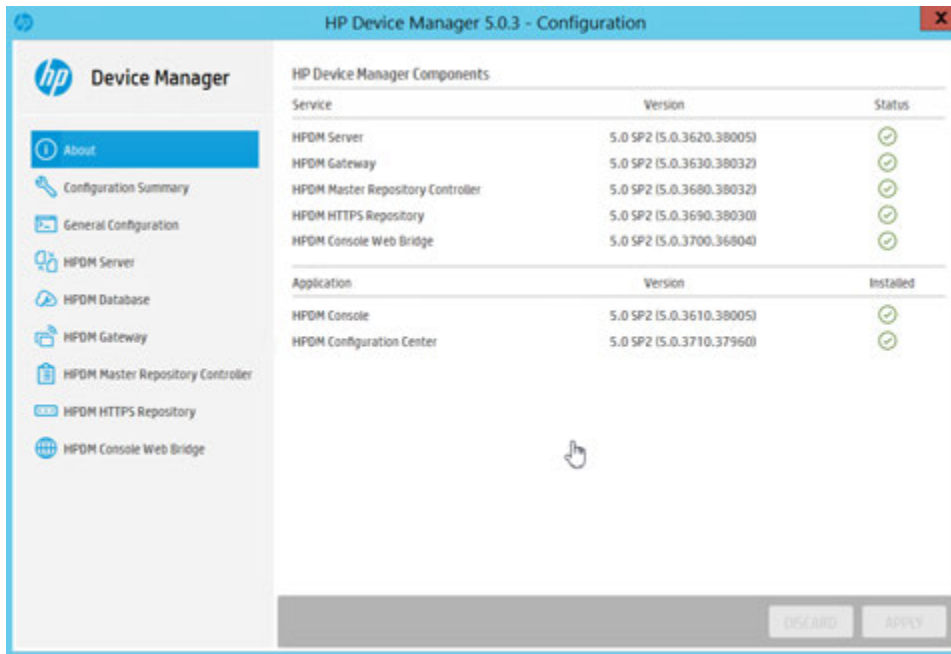 HP Device Manager 5.0.3 - Configuration
X
hp
Device Manager
About
Configuration Summary
General Configuration
HPDM Server
HPDM Database
HPDM Gateway
HPDM Master Repository Controller
HPDM HTTPS Repository
HPDM Console Web Bridge
HP Device Manager Components
Service Version Status
HPDM Server 5.0 SP2 (5.0.3620.38005)
HPDM Gateway 5.0 SP2 (5.0.3630.38032)
HPDM Master Repository Controller 5.0 SP2 (5.0.3680.38032)
HPDM HTTPS Repository 5.0 SP2 (5.0.3690.38030)
HPDM Console Web Bridge 5.0 SP2 (5.0.3700.36804)
Application Version Installed
HPDM Console 5.0 SP2 (5.0.3610.38005)
HPDM Configuration Center 5.0 SP2 (5.0.3710.37960)
DISCARD APPLY